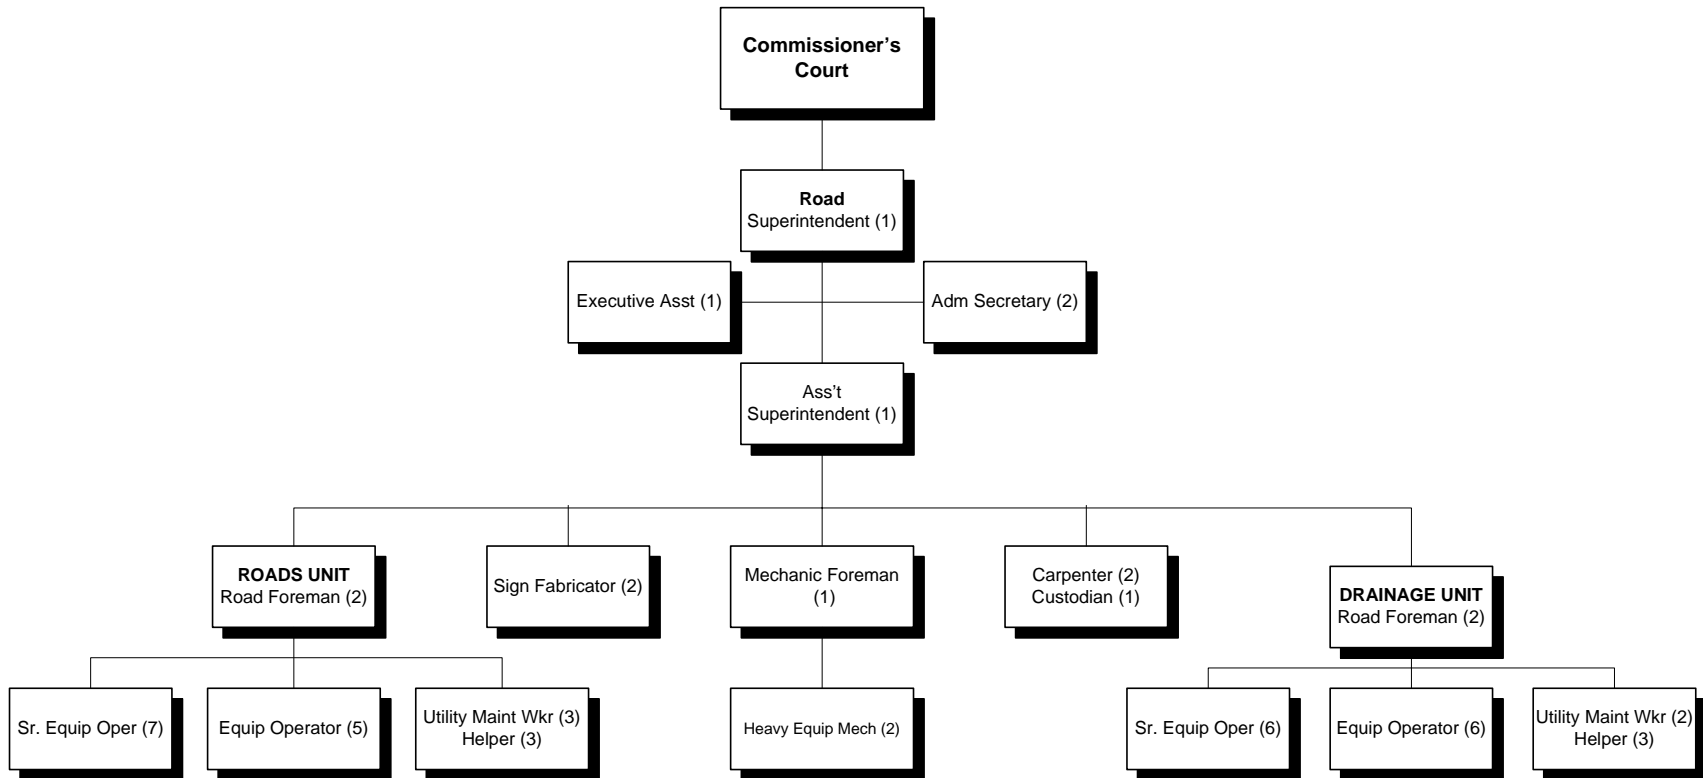 Commissioner's
Court
Road
Superintendent (1)
Executive Asst (1)
Adm Secretary (2)
Ass't
Superintendent (1)
ROADS UNIT
Road Foreman (2)
Sign Fabricator (2)
Mechanic Foreman
(1)
Carpenter (2)
Custodian (1)
DRAINAGE UNIT
Road Foreman (2)
Sr. Equip Oper (7)
Equip Operator (5)
Utility Maint Wkr (3)
Helper (3)
Heavy Equip Mech (2)
Sr. Equip Oper (6)
Equip Operator (6)
Utility Maint Wkr (2)
Helper (3)